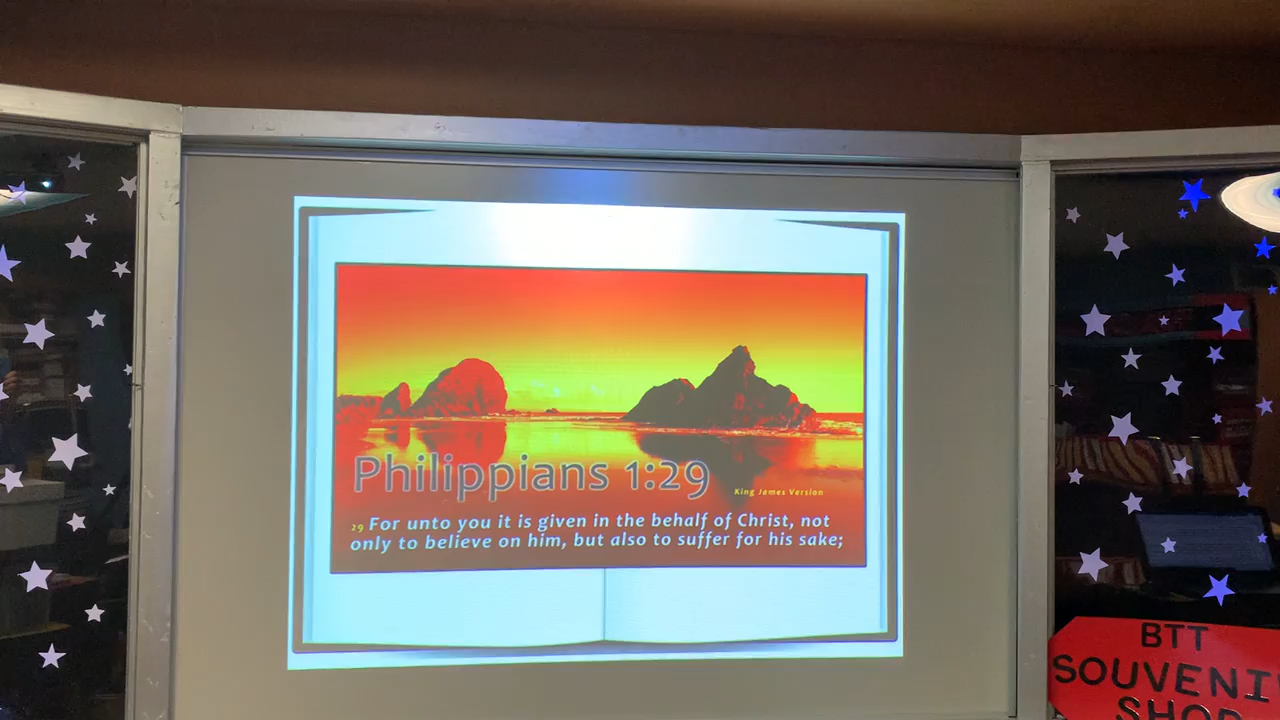 Philippians 1:29
King James Version
29 For unto you it is given in the behalf of Christ, not
only to believe on him, but also to suffer for his sake;
BTT
SOUVENI
SHOP